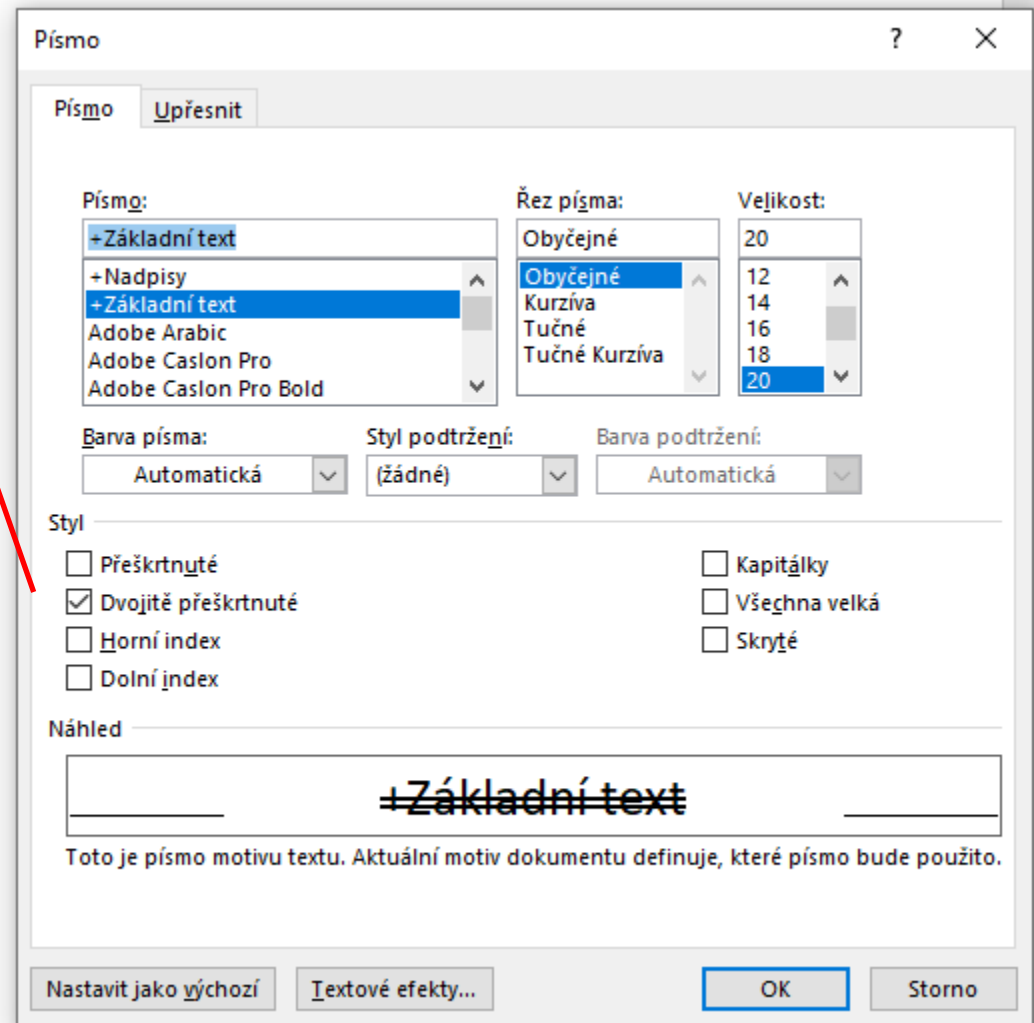 Písmo ?
Písmo Upřesnit
Písmo: Řez písma: Velikost:
+Základní text Obyčejné 20
+Nadpisy Obyčejné 12
+Základní text Kurzíva 14
Adobe Arabic Tučné 16
Adobe Caslon Pro Tučné Kurzíva 18
Adobe Caslon Pro Bold 20
Barva písma: Styl podtržení: Barva podtržení:
Automatická (žádné) Automatická
Styl
Přeškrtnuté Kapitálky
Dvojitě přeškrtnuté Všechna velká
Horní index Skryté
Dolní index
Náhled
+Základní text
Toto je písmo motivu textu. Aktuální motiv dokumentu definuje, které písmo bude použito.
Nastavit jako výchozí Textové efekty... OK Storno